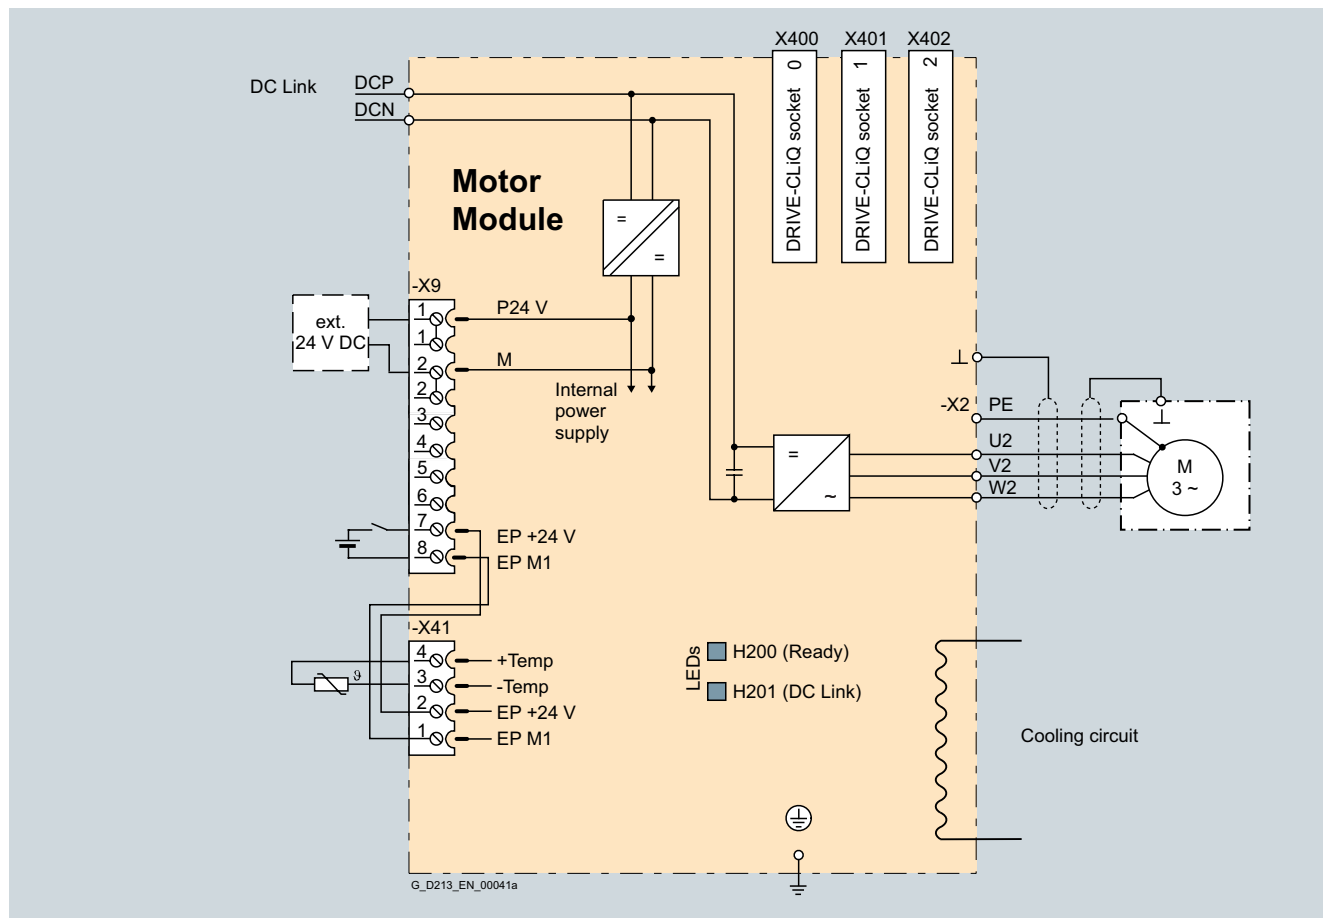 X400 X401 X402
DRIVE-CLiQ socket 0
DRIVE-CLiQ socket 1
DRIVE-CLiQ socket 2
DC Link
DCP
DCN
Motor
Module
=
=
-X9
ext.
24 V DC
1
1
2
2
3
4
5
6
7
8
P24 V
M
Internal
power
supply
EP +24 V
EP M1
-X2
PE
U2
V2
W2
=
~
M
3 ~
-X41
4
3
2
1
ϑ
+Temp
-Temp
EP +24 V
EP M1
LEDs
H200 (Ready)
H201 (DC Link)
Cooling circuit
G_D213_EN_00041a